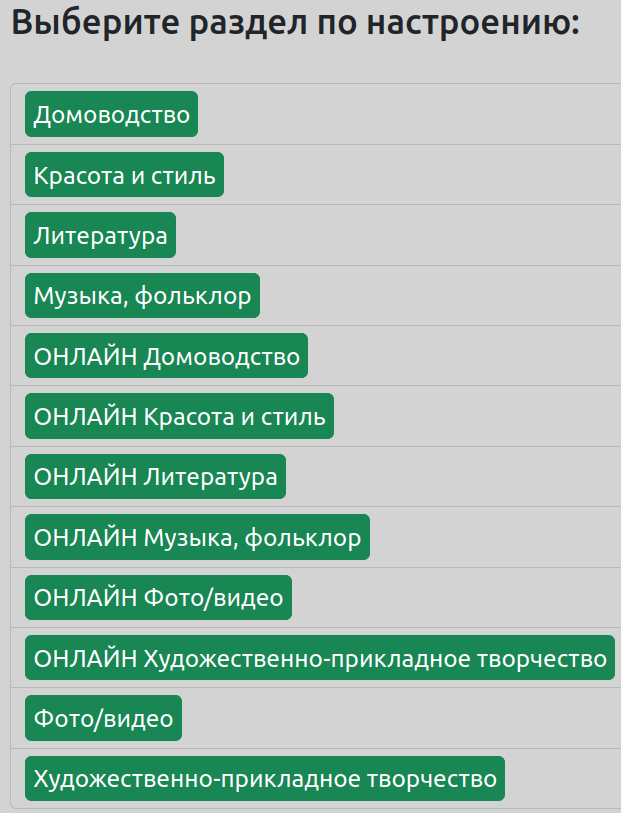 Выберите раздел по настроению:
Домоводство
Красота и стиль
Литература
Музыка, фольклор
ОНЛАЙН Домоводство
ОНЛАЙН Красота и стиль
ОНЛАЙН Литература
ОНЛАЙН Музыка, фольклор
ОНЛАЙН Фото/видео
ОНЛАЙН Художественно-прикладное творчество
Фото/видео
Художественно-прикладное творчество